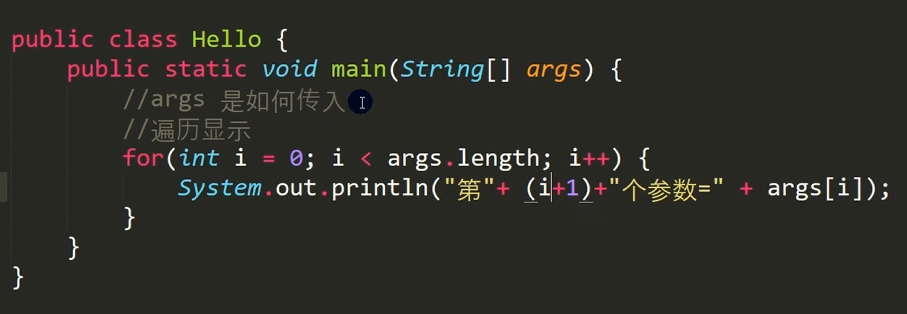 public class Hello {
    public static void main(String[] args) {
        //args 是如何传入
        //遍历显示
        for(int i = 0; i < args.length; i++) {
            System.out.println("第"+ (i+1)+"个参数=" + args[i]);
        }
    }
}